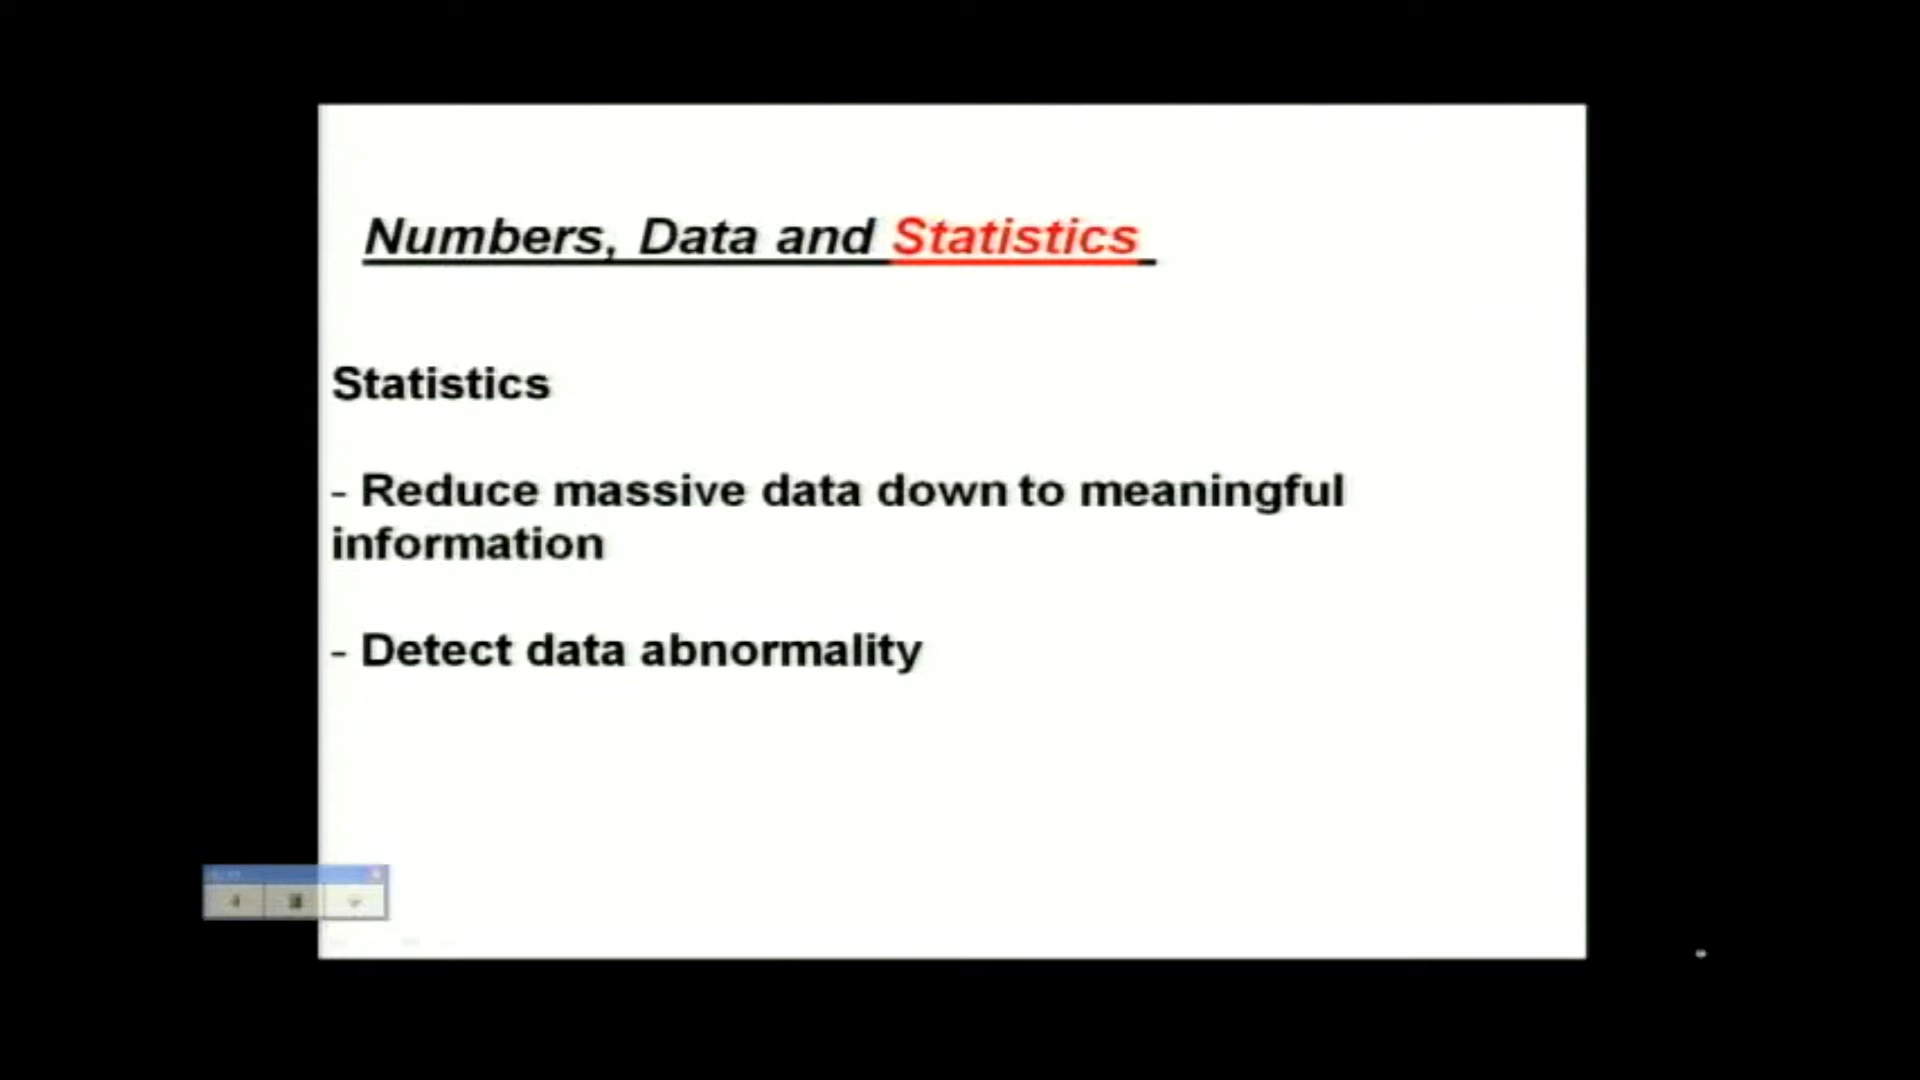 Numbers, Data and Statistics
Statistics
- Reduce massive data down to meaningful
information
- Detect data abnormality